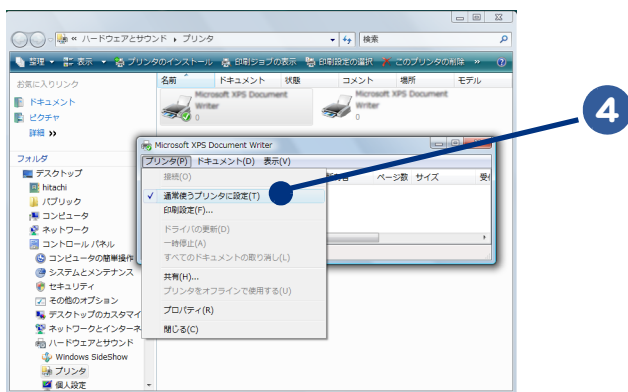 « ハードウェアとサウンド ▸ プリンタ
検索
整理 表示 プリンタのインストール 印刷ジョブの表示 印刷設定の選択 このプリンタの削除 »
お気に入りリンク
ドキュメント
ピクチャ
詳細 »
名前 ドキュメント 状態 コメント 場所 モデル
Microsoft XPS Document
Writer
0
Microsoft XPS Document
Writer
0
4
フォルダ
デスクトップ
hitachi
パブリック
コンピュータ
ネットワーク
コントロール パネル
コンピュータの簡単操作
システムとメンテナンス
セキュリティ
その他のオプション
デスクトップのカスタマイ
ネットワークとインターネ
ハードウェアとサウンド
Windows SideShow
プリンタ
個人設定
Microsoft XPS Document Writer
プリンタ(P) ドキュメント(D) 表示(V)
ページ数 サイズ
接続(O)
✓ 通常使うプリンタに設定(T)
印刷設定(F)...
ドライバの更新(D)
一時停止(A)
すべてのドキュメントの取り消し(L)
共有(H)...
プリンタをオフラインで使用する(U)
プロパティ(R)
閉じる(C)